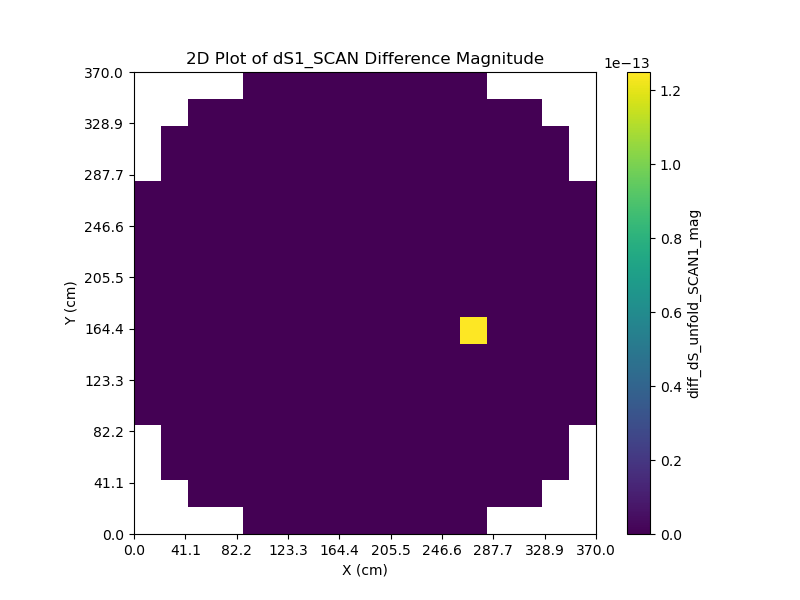 2D Plot of dS1_SCAN Difference Magnitude
1e−13
370.0
328.9
287.7
246.6
205.5
164.4
123.3
82.2
41.1
0.0
Y (cm)
0.0 41.1 82.2 123.3 164.4 205.5 246.6 287.7 328.9 370.0
X (cm)
1.2
1.0
0.8
0.6
0.4
0.2
0.0
diff_dS_unfold_SCAN1_mag